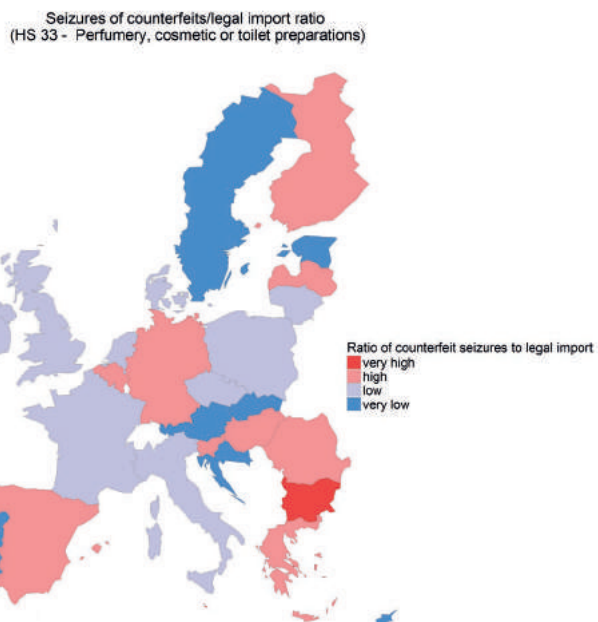 Seizures of counterfeits/legal import ratio
(HS 33 - Perfumery, cosmetic or toilet preparations)
Ratio of counterfeit seizures to legal import
very high
high
low
very low